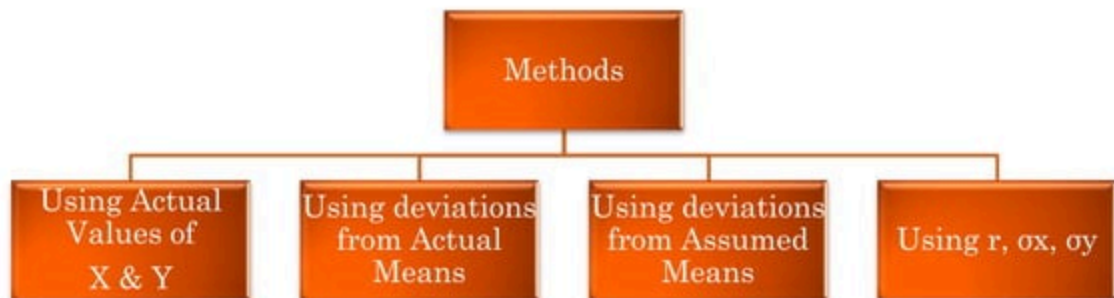 Methods
Using Actual
Values of
X & Y
Using deviations
from Actual
Means
Using deviations
from Assumed
Means
Using r, σx, σy